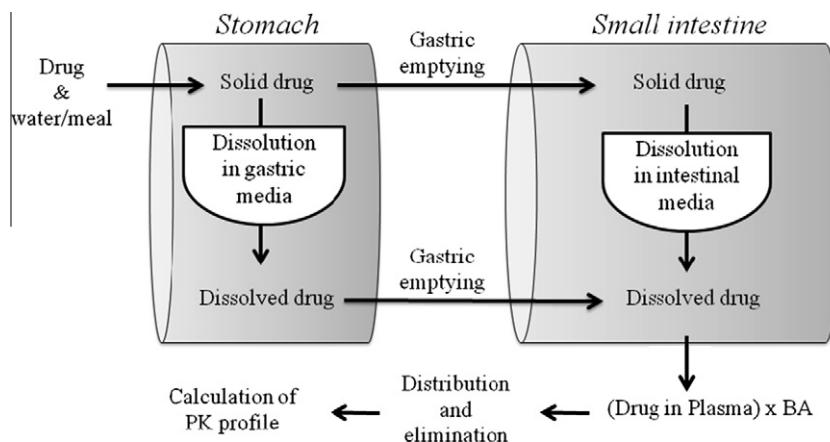 Stomach
Small intestine
Drug
&
water/meal
Solid drug
Gastric
emptying
Solid drug
Dissolution
in gastric
media
Dissolution
in intestinal
media
Dissolved drug
Gastric
emptying
Dissolved drug
(Drug in Plasma) x BA
Distribution
and
elimination
Calculation of
PK profile